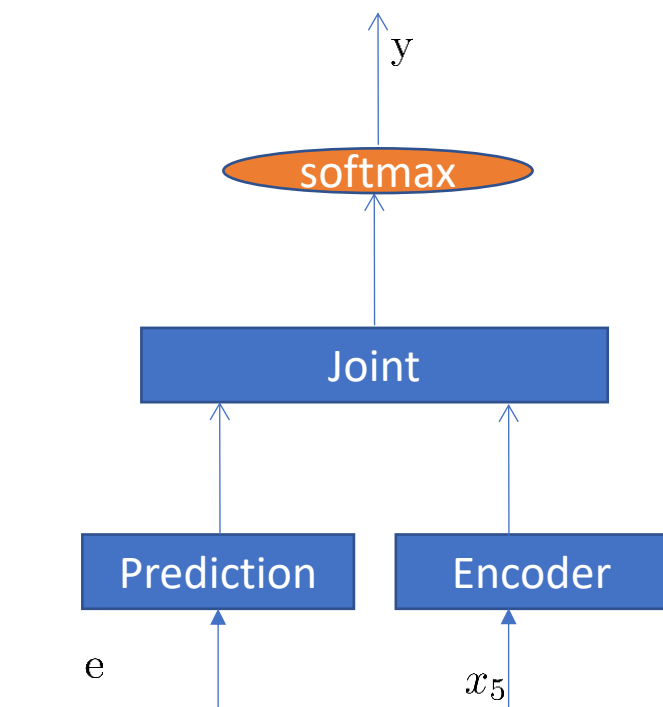 y
softmax
Joint
Prediction Encoder
e
x₅